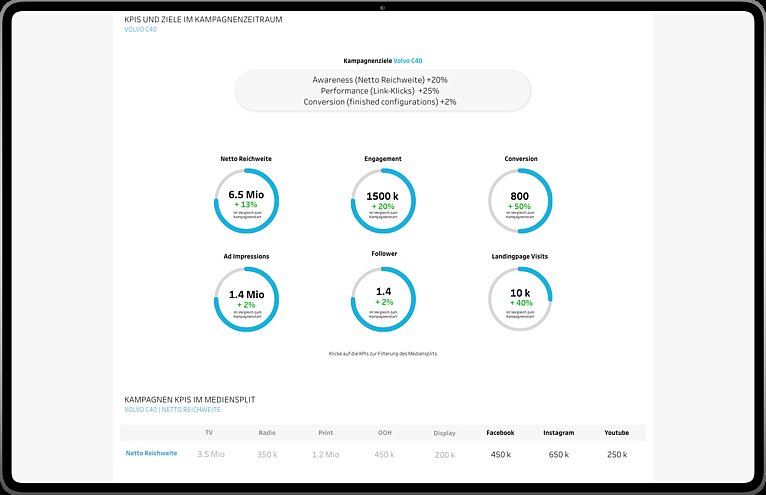 KPIS UND ZIELE IM KAMPAGNENZEITRAUM
VOLVO C40
Kampagnenziele Volvo C40
Awareness (Netto Reichweite) +20%
Performance (Link-Klicks) +25%
Conversion (finished configurations) +2%
Netto Reichweite
6.5 Mio
+ 13%
im Vergleich zum
Kampagnenstart
Engagement
1500 k
+ 20%
im Vergleich zum
Kampagnenstart
Conversion
800
+ 50%
im Vergleich zum
Kampagnenstart
Ad Impressions
1.4 Mio
+ 2%
im Vergleich zum
Kampagnenstart
Follower
1.4
+ 2%
im Vergleich zum
Kampagnenstart
Landingpage Visits
10 k
+ 40%
im Vergleich zum
Kampagnenstart
Klicke auf die KPIs zur Filterung des Mediensplits
KAMPAGNEN KPIS IM MEDIENSPLIT
VOLVO C40 | NETTO REICHWEITE
TV Radio Print OOH Display Facebook Instagram Youtube
Netto Reichweite 3.5 Mio 350 k 1.2 Mio 450 k 200 k 450 k 650 k 250 k